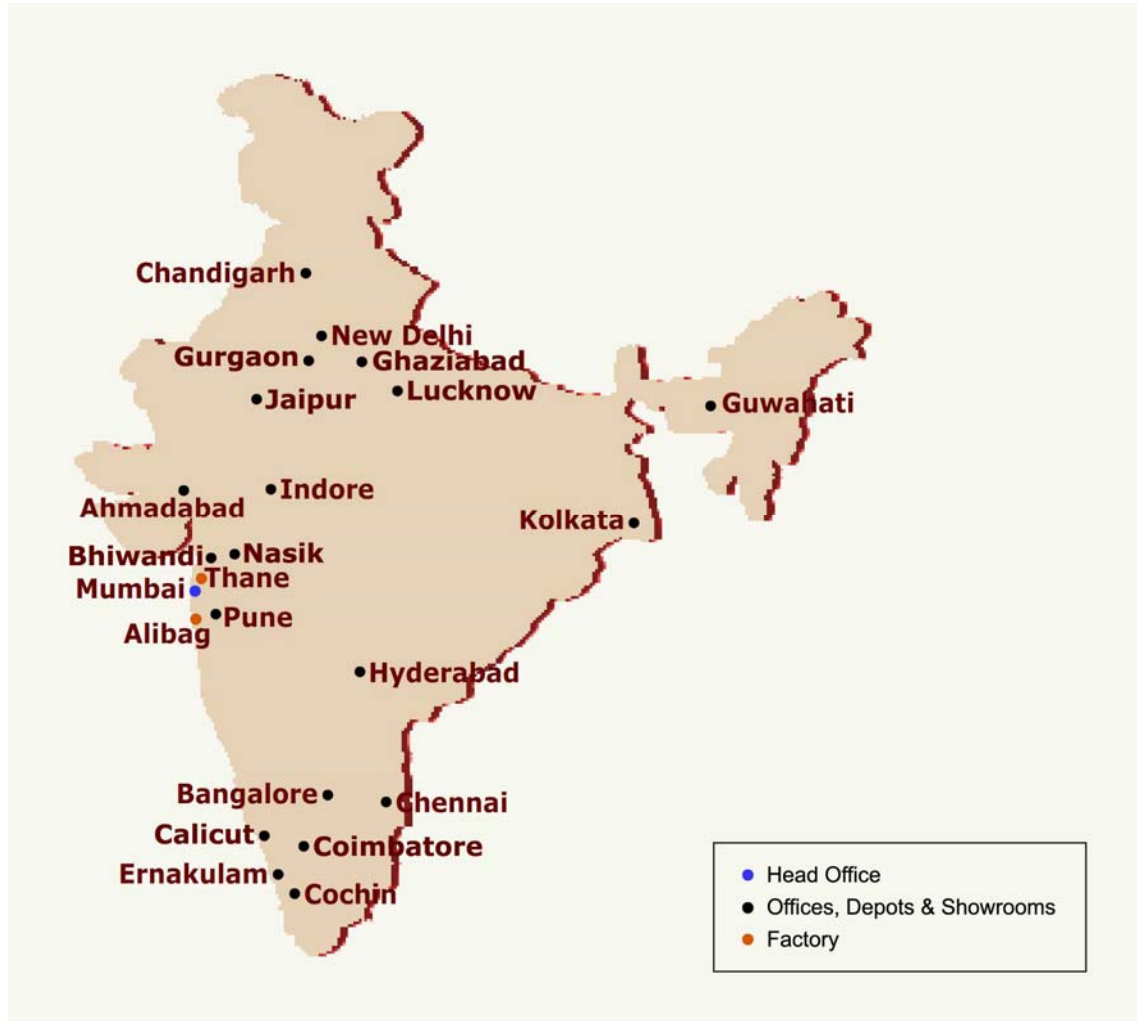 Chandigarh
New Delhi
Gurgaon
Ghaziabad
Lucknow
Jaipur
Guwahati
Indore
Ahmadabad
Kolkata
Bhiwandi
Nasik
Thane
Mumbai
Pune
Alibag
Hyderabad
Bangalore
Chennai
Calicut
Coimbatore
Ernakulam
Cochin
Head Office
Offices, Depots & Showrooms
Factory